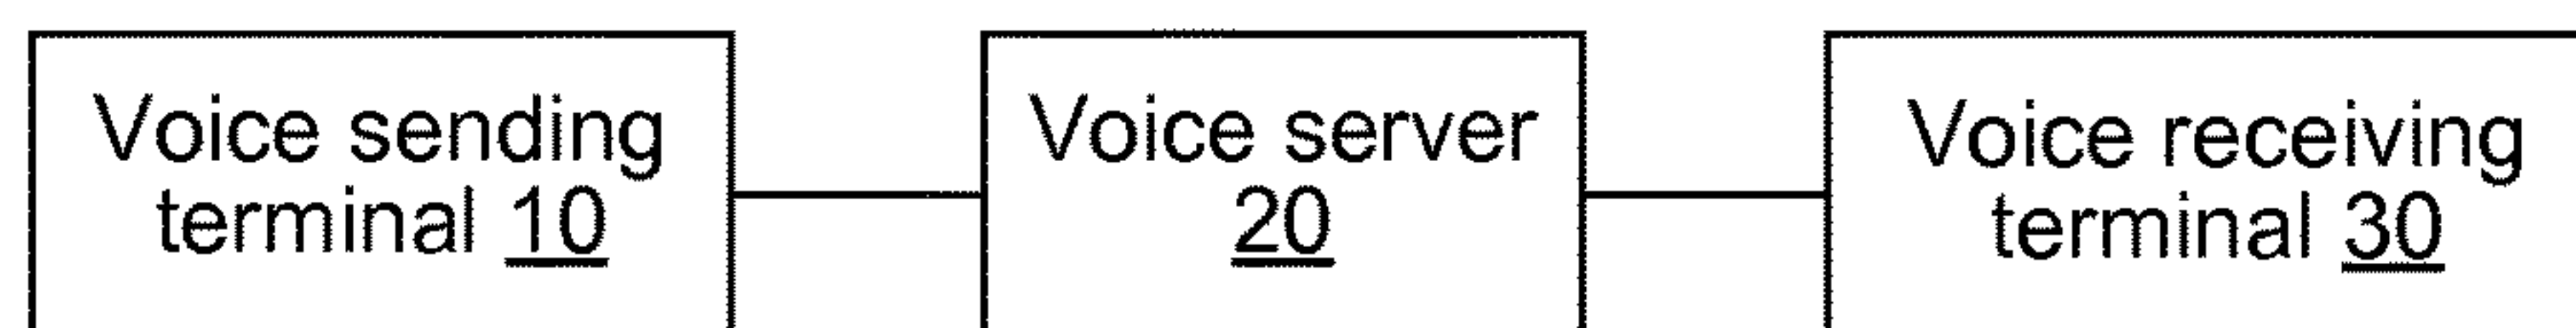 Voice sending
terminal 10
Voice server
20
Voice receiving
terminal 30